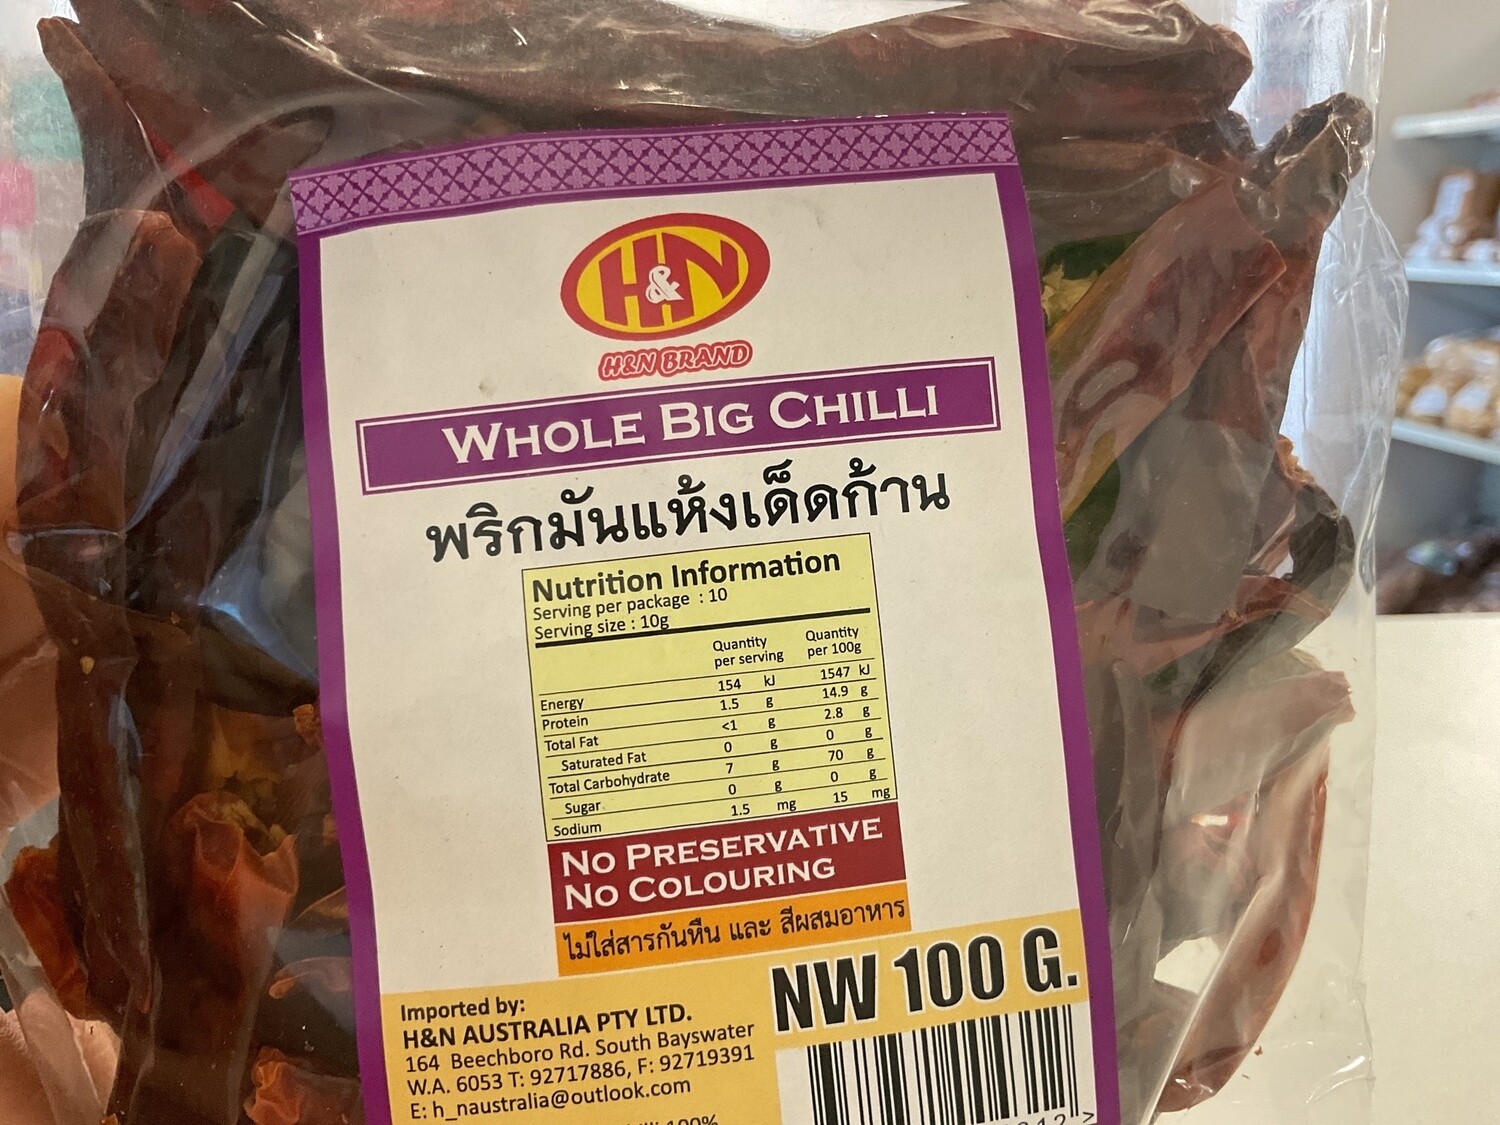 H&N
H&N BRAND
WHOLE BIG CHILLI
พริกมันแห้งเด็ดก้าน
Nutrition Information
Serving per package : 10
Serving size : 10g
Quantity per serving Quantity per 100g
Energy 154 kJ 1547 kJ
Protein 1.5 g 14.9 g
Total Fat <1 g 2.8 g
Saturated Fat 0 g 0 g
Total Carbohydrate 7 g 70 g
Sugar 0 g 0 g
Sodium 1.5 mg 15 mg
NO PRESERVATIVE
NO COLOURING
ไม่ใส่สารกันหืน และ สีผสมอาหาร
NW 100 G.
Imported by:
H&N AUSTRALIA PTY LTD.
164 Beechboro Rd. South Bayswater
W.A. 6053 T: 92717886, F: 92719391
E: h_naustralia@outlook.com
100%